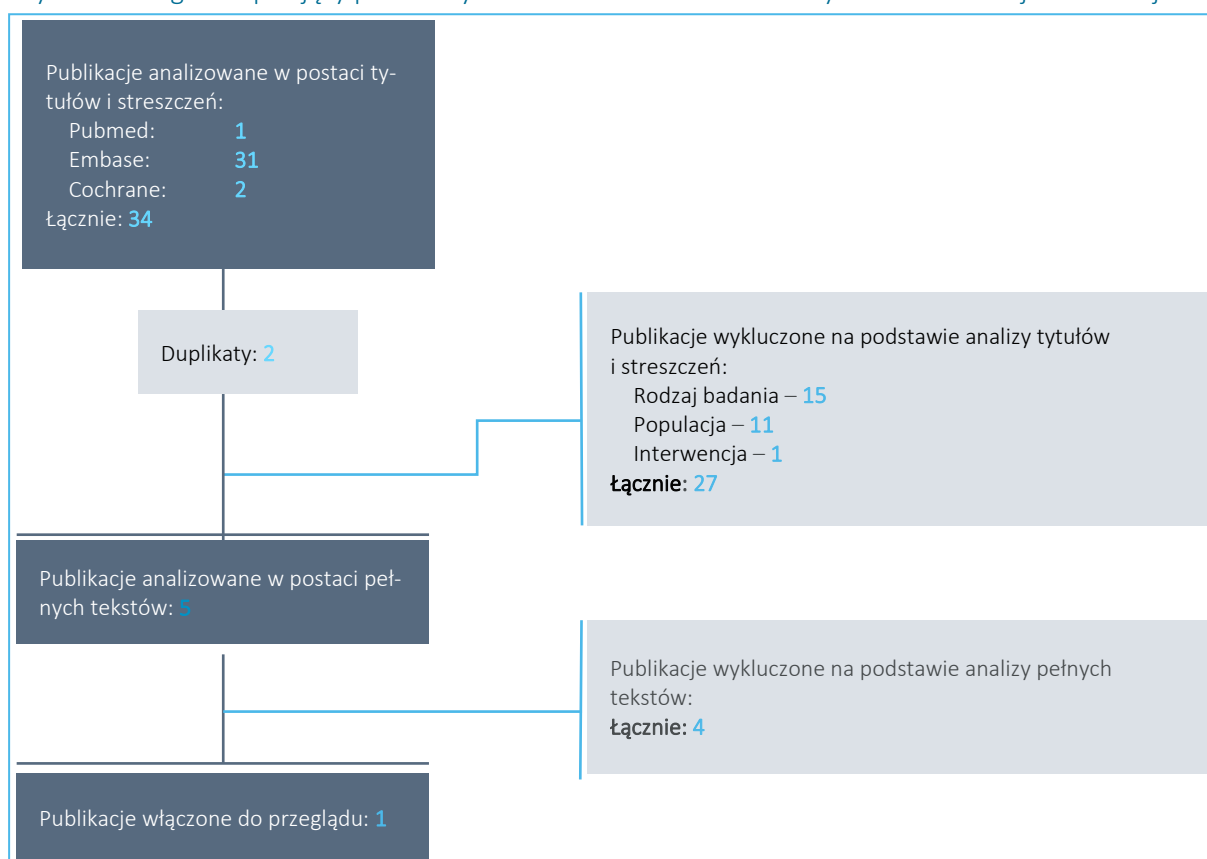 Publikacje analizowane w postaci ty-
tułów i streszczeń:
Pubmed: 1
Embase: 31
Cochrane: 2
Łącznie: 34
Duplikaty: 2
Publikacje wykluczone na podstawie analizy tytułów
i streszczeń:
Rodzaj badania – 15
Populacja – 11
Interwencja – 1
Łącznie: 27
Publikacje analizowane w postaci peł-
nych tekstów: 5
Publikacje wykluczone na podstawie analizy pełnych
tekstów:
Łącznie: 4
Publikacje włączone do przeglądu: 1